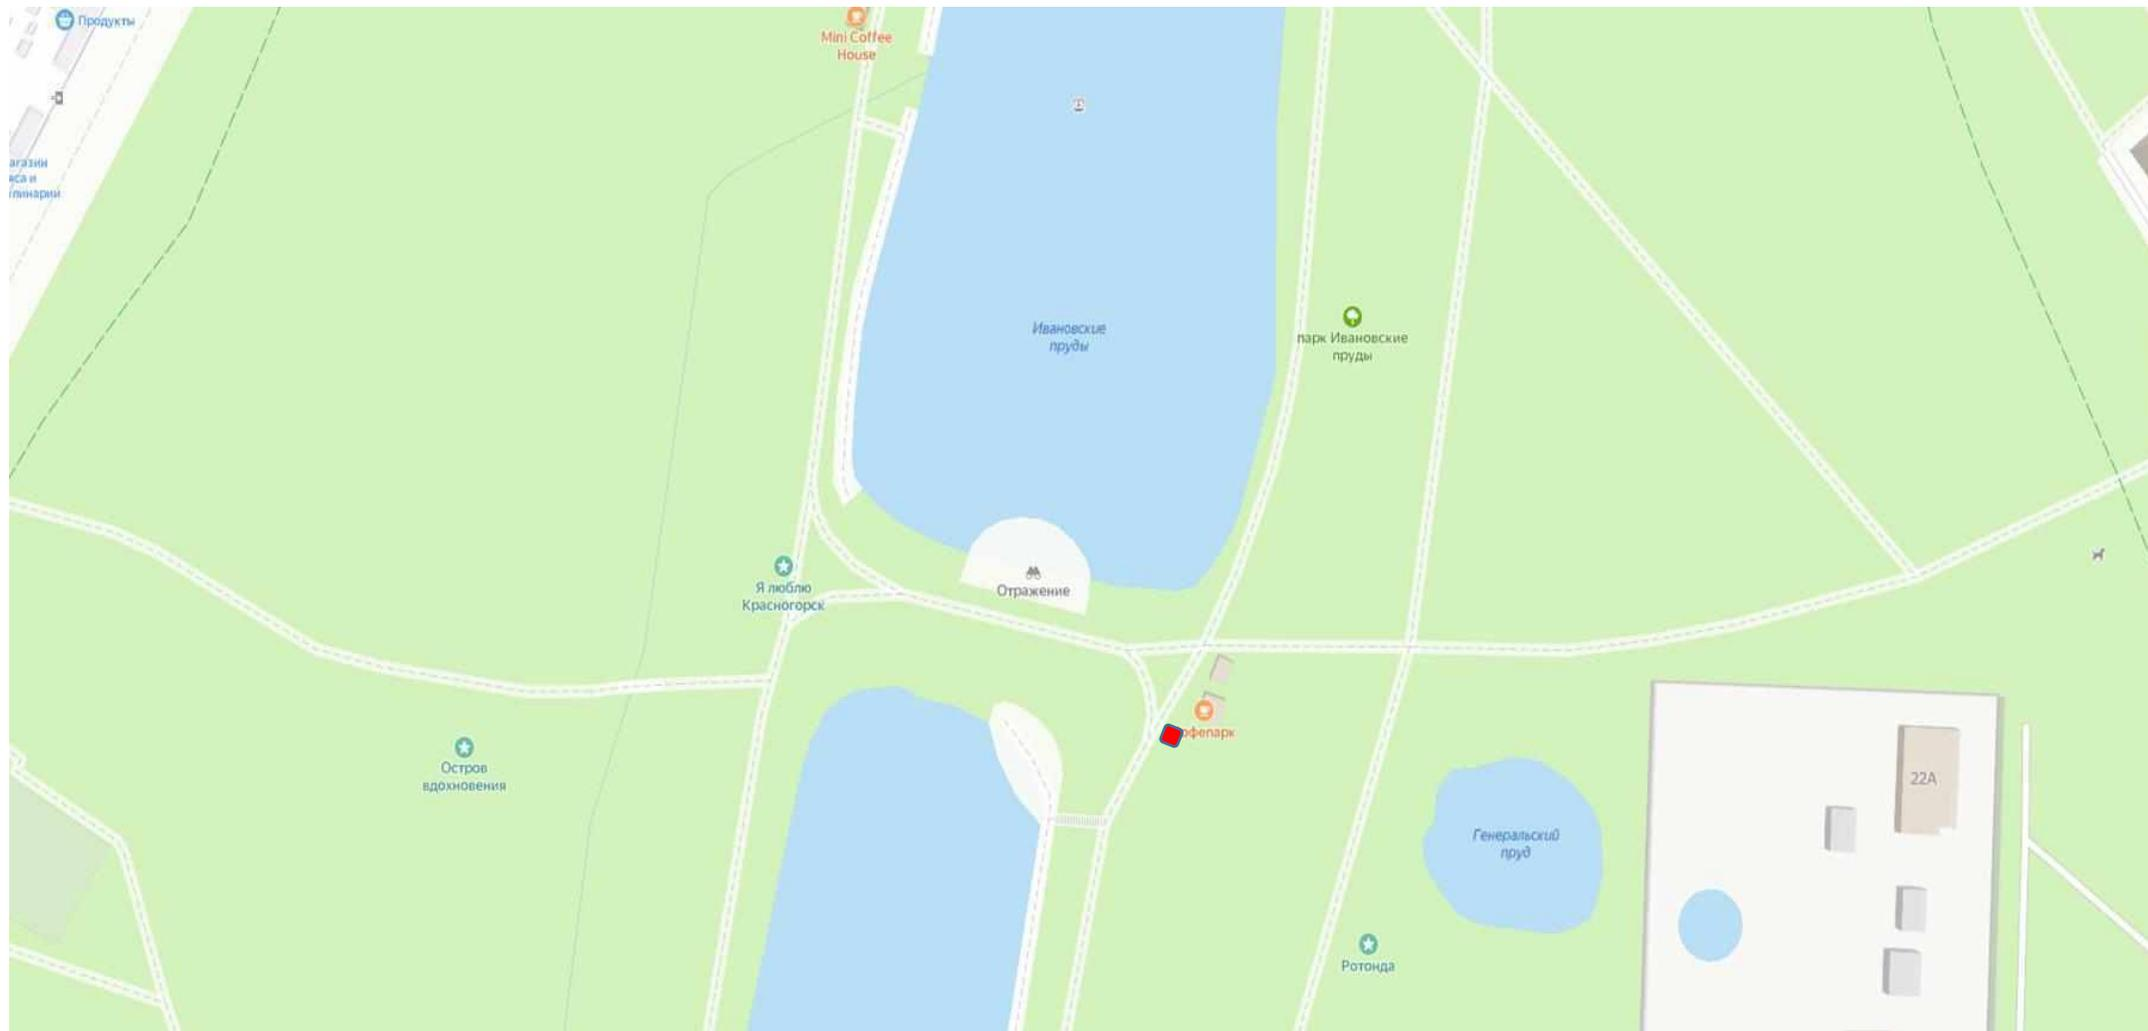 Продукты
Mini Coffee
House
Ивановские
пруды
парк Ивановские
пруды
Я люблю
Красногорск
Отражение
Остров
вдохновения
22А
Генеральский
пруд
Ротонда